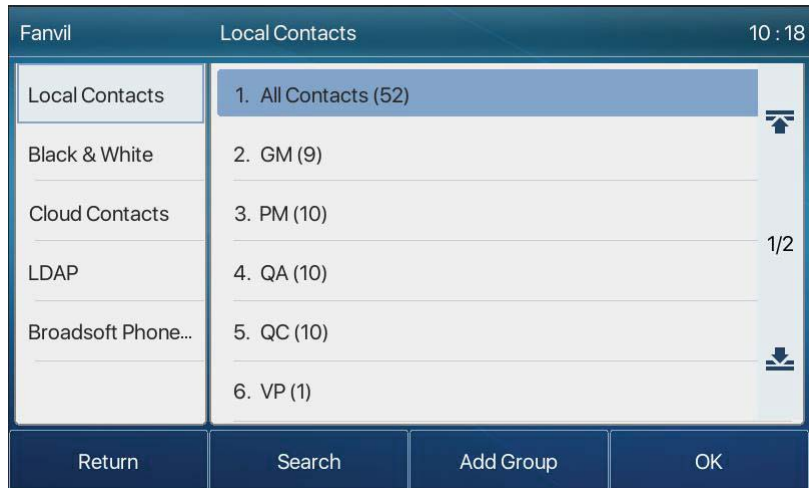 Fanvil Local Contacts 10 : 18
Local Contacts
Black & White
Cloud Contacts
LDAP
Broadsoft Phone...
1. All Contacts (52)
2. GM (9)
3. PM (10)
4. QA (10)
5. QC (10)
6. VP (1)
1/2
Return Search Add Group OK